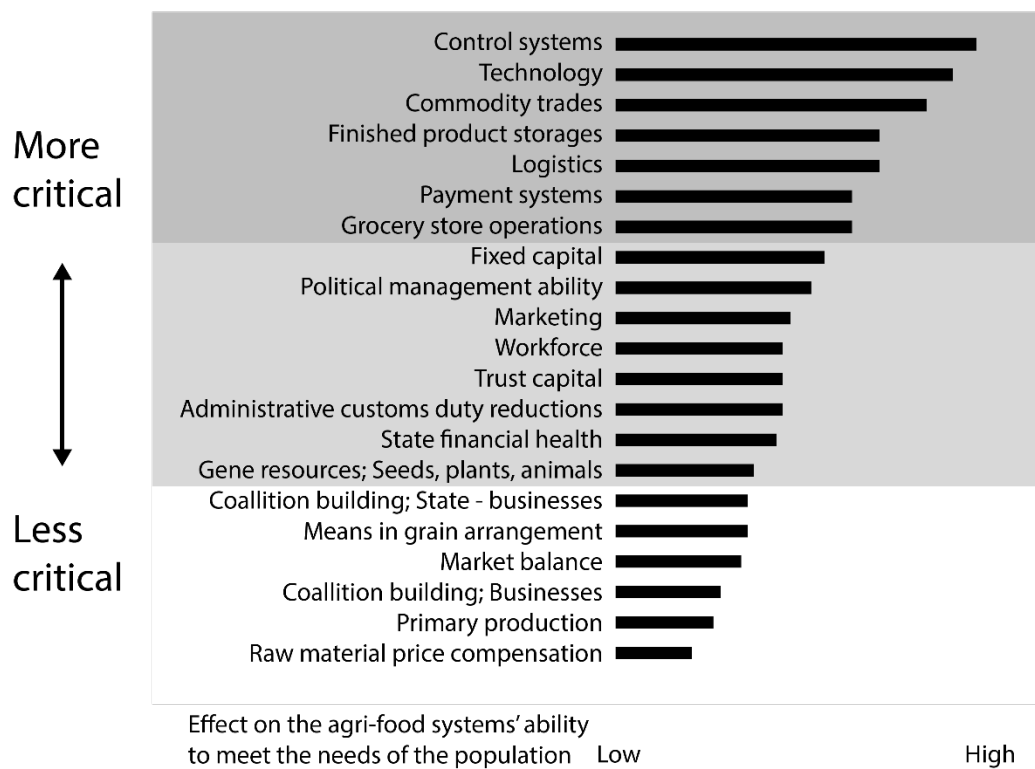 Control systems
Technology
Commodity trades
Finished product storages
Logistics
Payment systems
Grocery store operations
Fixed capital
Political management ability
Marketing
Workforce
Trust capital
Administrative customs duty reductions
State financial health
Gene resources; Seeds, plants, animals
Coallition building; State - businesses
Means in grain arrangement
Market balance
Coallition building; Businesses
Primary production
Raw material price compensation
More
critical
Less
critical
Effect on the agri-food systems’ ability
to meet the needs of the population
Low
High